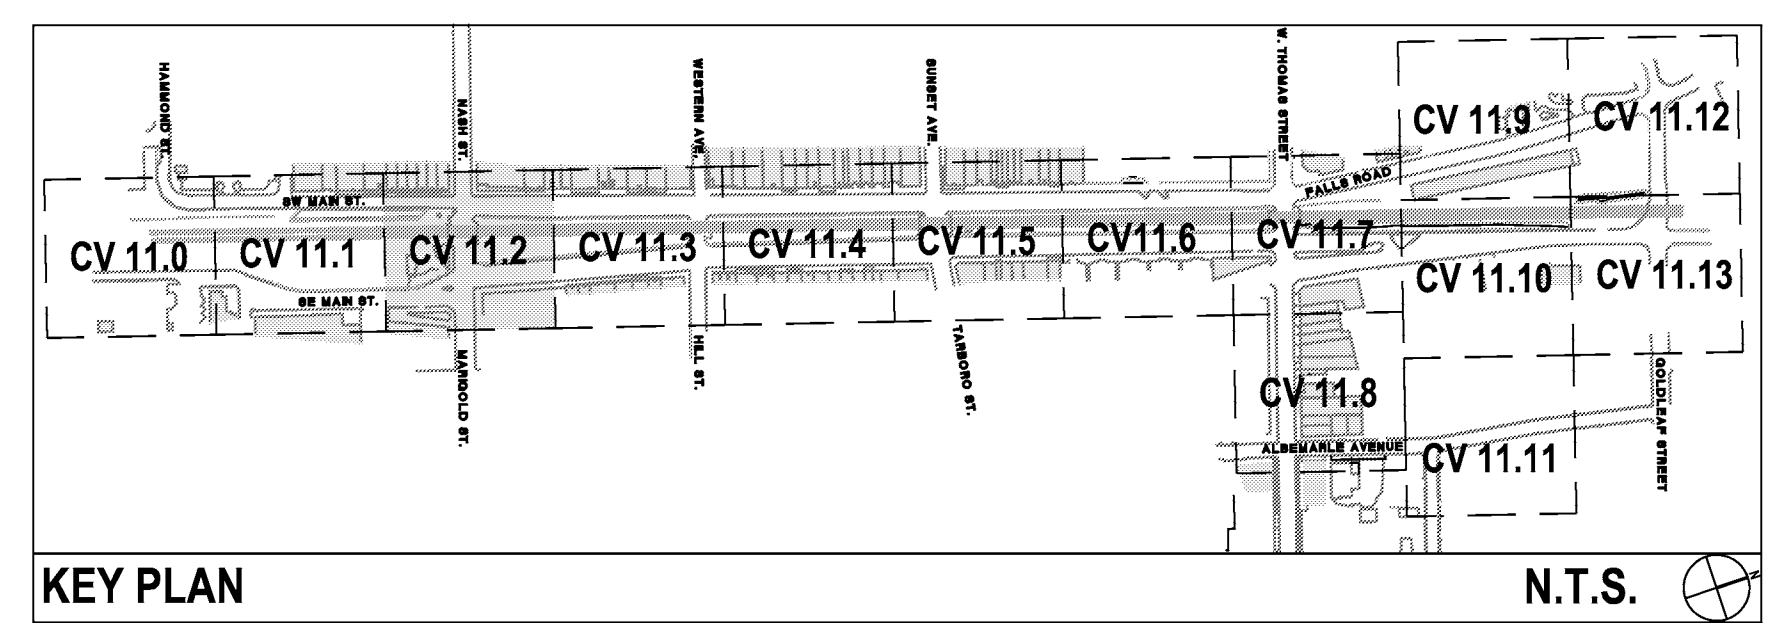 HAMMOND ST.
NASH ST.
WESTERN AVE.
SUNSET AVE.
W. THOMAS STREET
CV 11.9
CV 11.12
FALLS ROAD
SW MAIN ST.
CV 11.0
CV 11.1
CV 11.2
CV 11.3
CV 11.4
CV 11.5
CV11.6
CV 11.7
CV 11.10
CV 11.13
SE MAIN ST.
MARIGOLD ST.
HILL ST.
TARBORO ST.
CV 11.8
GOLDLEAF STREET
ALBEMARLE AVENUE
CV 11.11
KEY PLAN
N.T.S.
N